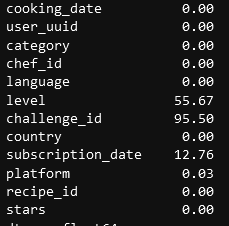 cooking_date 0.00
user_uuid 0.00
category 0.00
chef_id 0.00
language 0.00
level 55.67
challenge_id 95.50
country 0.00
subscription_date 12.76
platform 0.03
recipe_id 0.00
stars 0.00